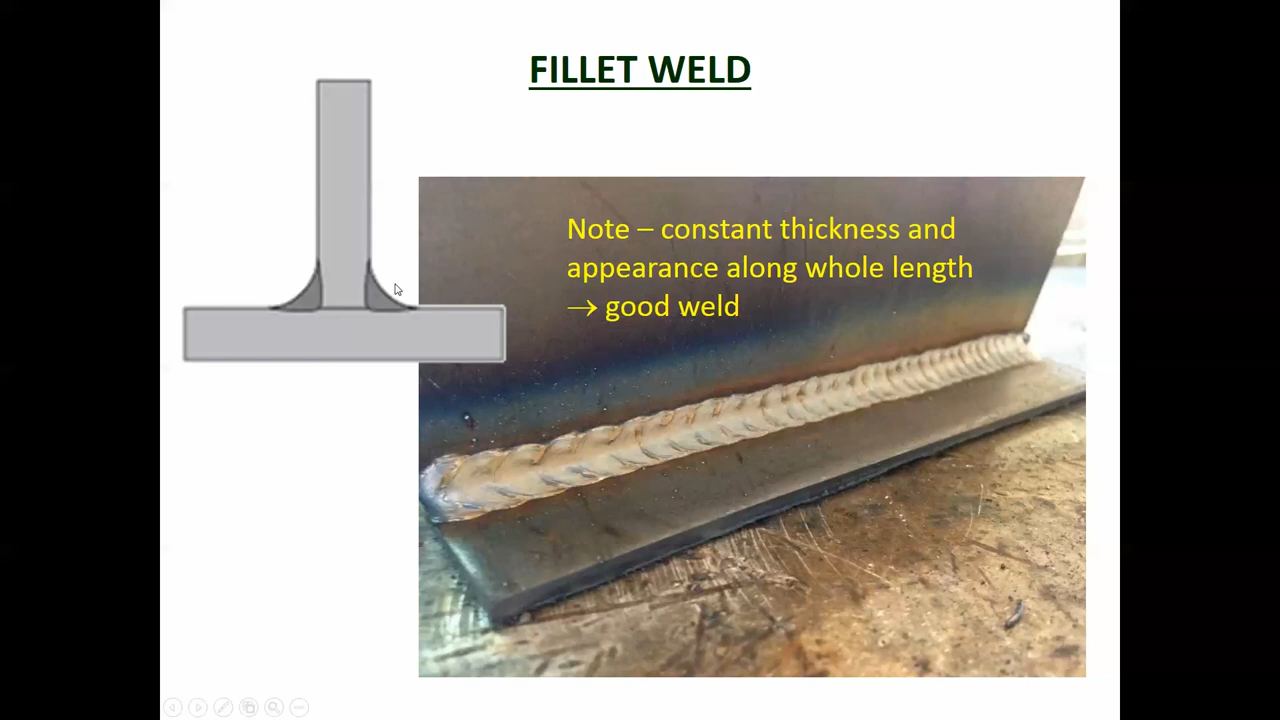 FILLET WELD
Note – constant thickness and
appearance along whole length
→ good weld